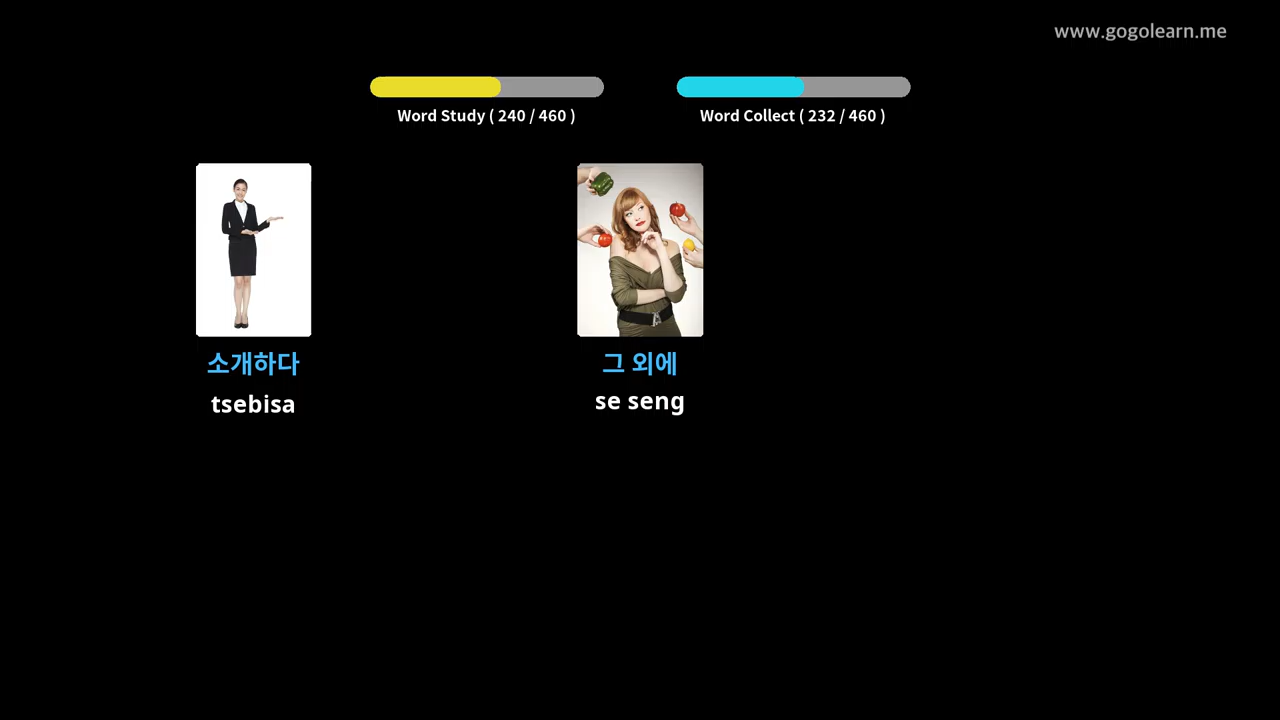 www.gogolearn.me
Word Study ( 240 / 460 )
Word Collect ( 232 / 460 )
소개하다
tsebisa
그 외에
se seng